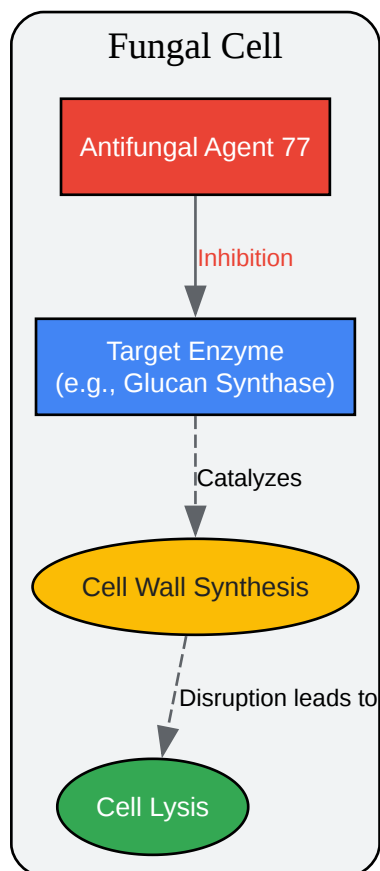 Fungal Cell
Antifungal Agent 77
Inhibition
Target Enzyme
(e.g., Glucan Synthase)
Catalyzes
Cell Wall Synthesis
Disruption leads to
Cell Lysis